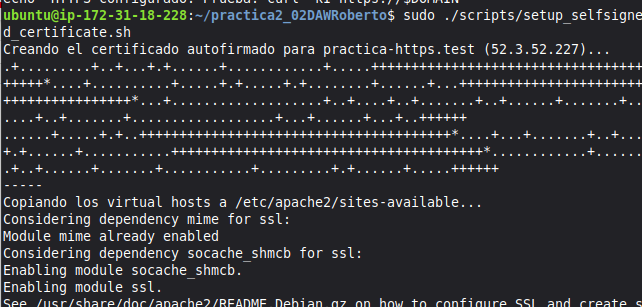 echo "HTTPS configurado. Prueba: curl -kI https://$DOMAIN"
ubuntu@ip-172-31-18-228:~/practica2_02DAWRoberto$ sudo ./scripts/setup_selfsigne
d_certificate.sh
Creando el certificado autofirmado para practica-https.test (52.3.52.227)...
.+.........+..+...+.+......+............+.....++++++++++++++++++++++++++++++++++
+++++*....+..........+.....+...+........+......+...+++++++++++++++++++++++
++++++++++++++++*...+...................+..+....+..+.......+..+......+.......+..
....+..+.......+..................+...+......+...+..++++++
......+.....+.+..+++++++++++++++++++++++++++++++++++++++*....+...+.......+..+...
+.+......+...........+++++++++++++++++++++++++++++++++++++++*............+......
.+..+......+.......+...........+..........+.+......+.....++++++
-----
Copiando los virtual hosts a /etc/apache2/sites-available...
Considering dependency mime for ssl:
Module mime already enabled
Considering dependency socache_shmcb for ssl:
Enabling module socache_shmcb.
Enabling module ssl.
See /usr/share/doc/apache2/README.Debian.gz on how to configure SSL and create s